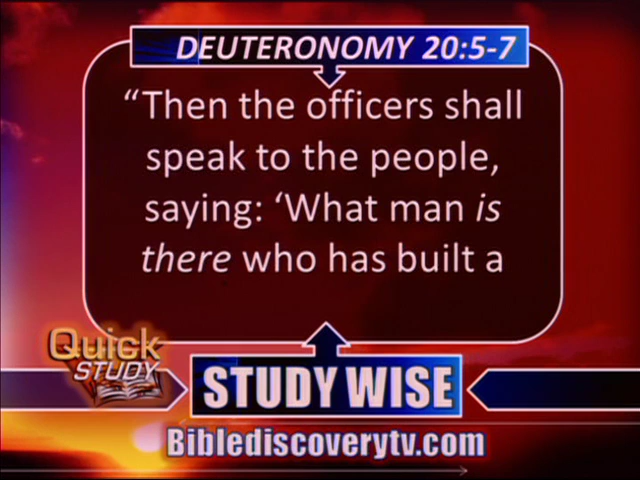 DEUTERONOMY 20:5-7
“Then the officers shall
speak to the people,
saying: ‘What man is
there who has built a
Quick
STUDY
STUDY WISE
Biblediscoverytv.com